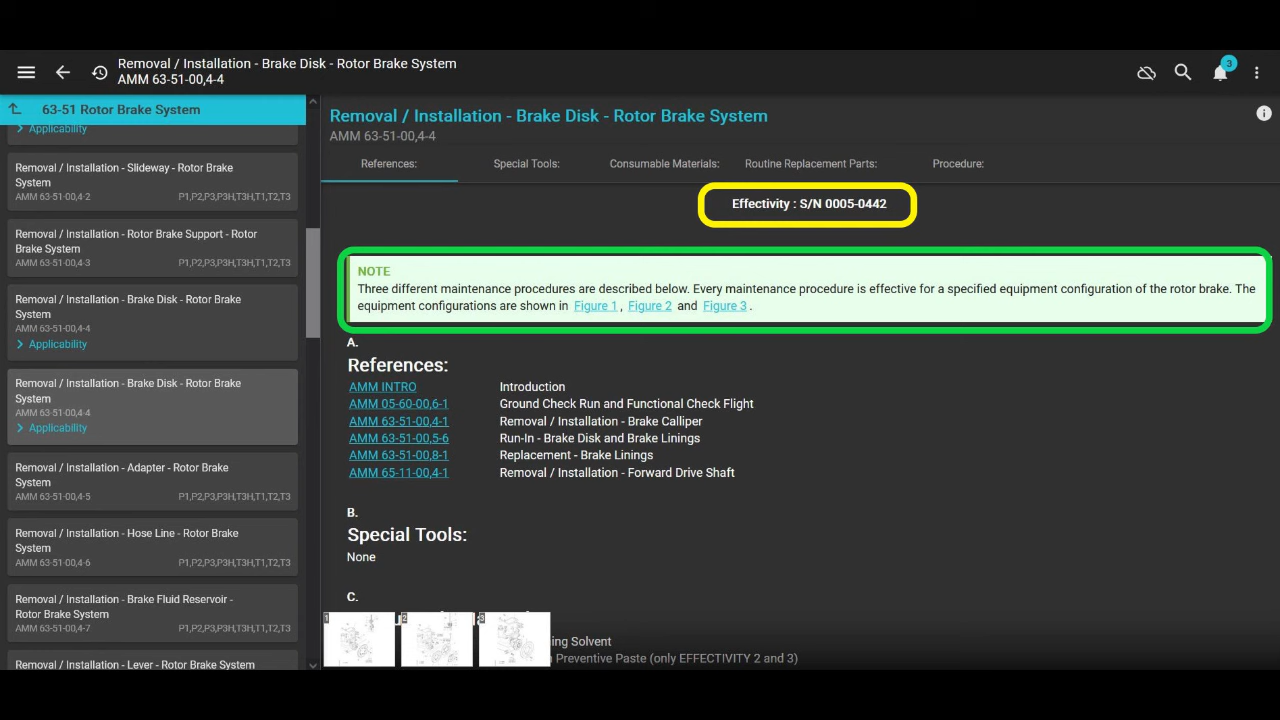 Removal / Installation - Brake Disk - Rotor Brake System
AMM 63-51-00,4-4
3
63-51 Rotor Brake System
Applicability
Removal / Installation - Slideway - Rotor Brake
System
AMM 63-51-00,4-2 P1,P2,P3,P3H,T3H,T1,T2,T3
Removal / Installation - Rotor Brake Support - Rotor
Brake System
AMM 63-51-00,4-3 P1,P2,P3,P3H,T3H,T1,T2,T3
Removal / Installation - Brake Disk - Rotor Brake
System
AMM 63-51-00,4-4
Applicability
Removal / Installation - Brake Disk - Rotor Brake
System
AMM 63-51-00,4-4
Applicability
Removal / Installation - Adapter - Rotor Brake
System
AMM 63-51-00,4-5 P1,P2,P3,P3H,T3H,T1,T2,T3
Removal / Installation - Hose Line - Rotor Brake
System
AMM 63-51-00,4-6 P1,P2,P3,P3H,T3H,T1,T2,T3
Removal / Installation - Brake Fluid Reservoir -
Rotor Brake System
AMM 63-51-00,4-7 P1,P2,P3,P3H,T3H,T1,T2,T3
Removal / Installation - Lever - Rotor Brake System
Removal / Installation - Brake Disk - Rotor Brake System
AMM 63-51-00,4-4
References: Special Tools: Consumable Materials: Routine Replacement Parts: Procedure:
Effectivity : S/N 0005-0442
NOTE
Three different maintenance procedures are described below. Every maintenance procedure is effective for a specified equipment configuration of the rotor brake. The
equipment configurations are shown in Figure 1 , Figure 2 and Figure 3 .
A.
References:
AMM INTRO Introduction
AMM 05-60-00,6-1 Ground Check Run and Functional Check Flight
AMM 63-51-00,4-1 Removal / Installation - Brake Calliper
AMM 63-51-00,5-6 Run-In - Brake Disk and Brake Linings
AMM 63-51-00,8-1 Replacement - Brake Linings
AMM 65-11-00,4-1 Removal / Installation - Forward Drive Shaft
B.
Special Tools:
None
C.
1 2 3
Solvent
Preventive Paste (only EFFECTIVITY 2 and 3)